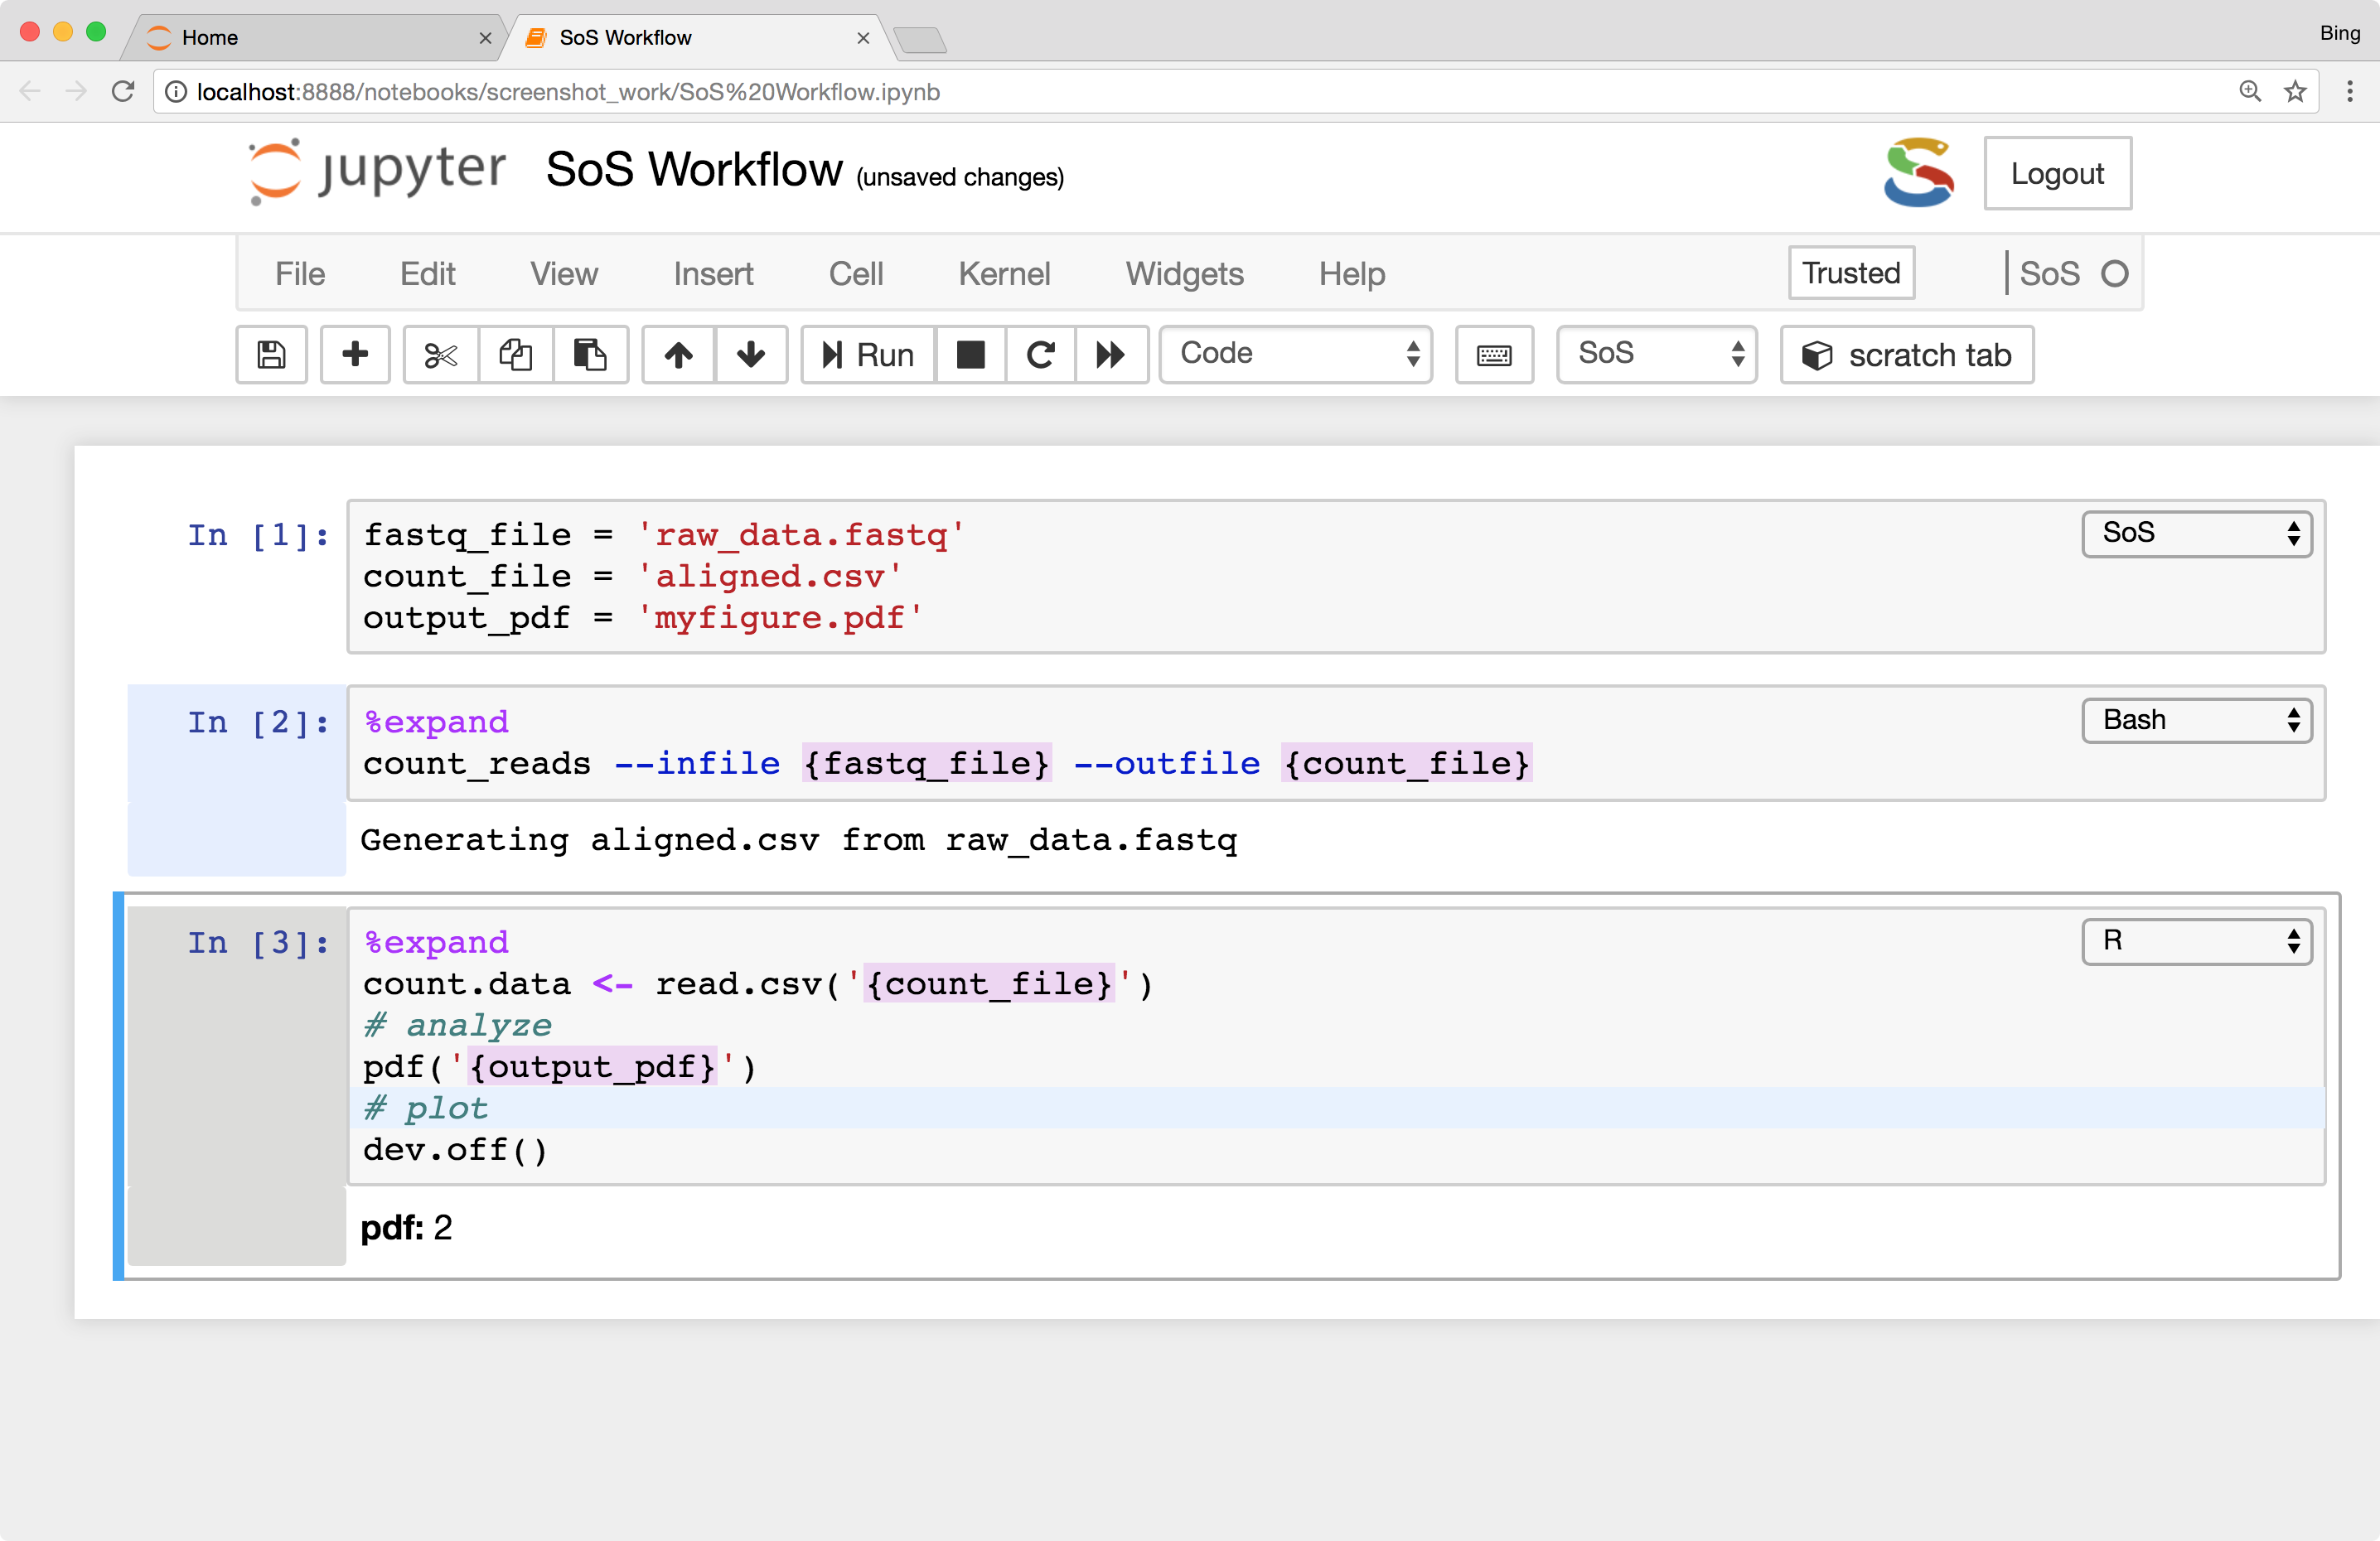 Home
SoS Workflow
Bing
localhost:8888/notebooks/screenshot_work/SoS%20Workflow.ipynb
jupyter SoS Workflow (unsaved changes)
Logout
File Edit View Insert Cell Kernel Widgets Help Trusted SoS
Run Code SoS scratch tab
In [1]: fastq_file = 'raw_data.fastq' SoS
count_file = 'aligned.csv'
output_pdf = 'myfigure.pdf'
In [2]: %expand Bash
count_reads --infile {fastq_file} --outfile {count_file}
Generating aligned.csv from raw_data.fastq
In [3]: %expand R
count.data <- read.csv('{count_file}')
# analyze
pdf('{output_pdf}')
# plot
dev.off()
pdf: 2